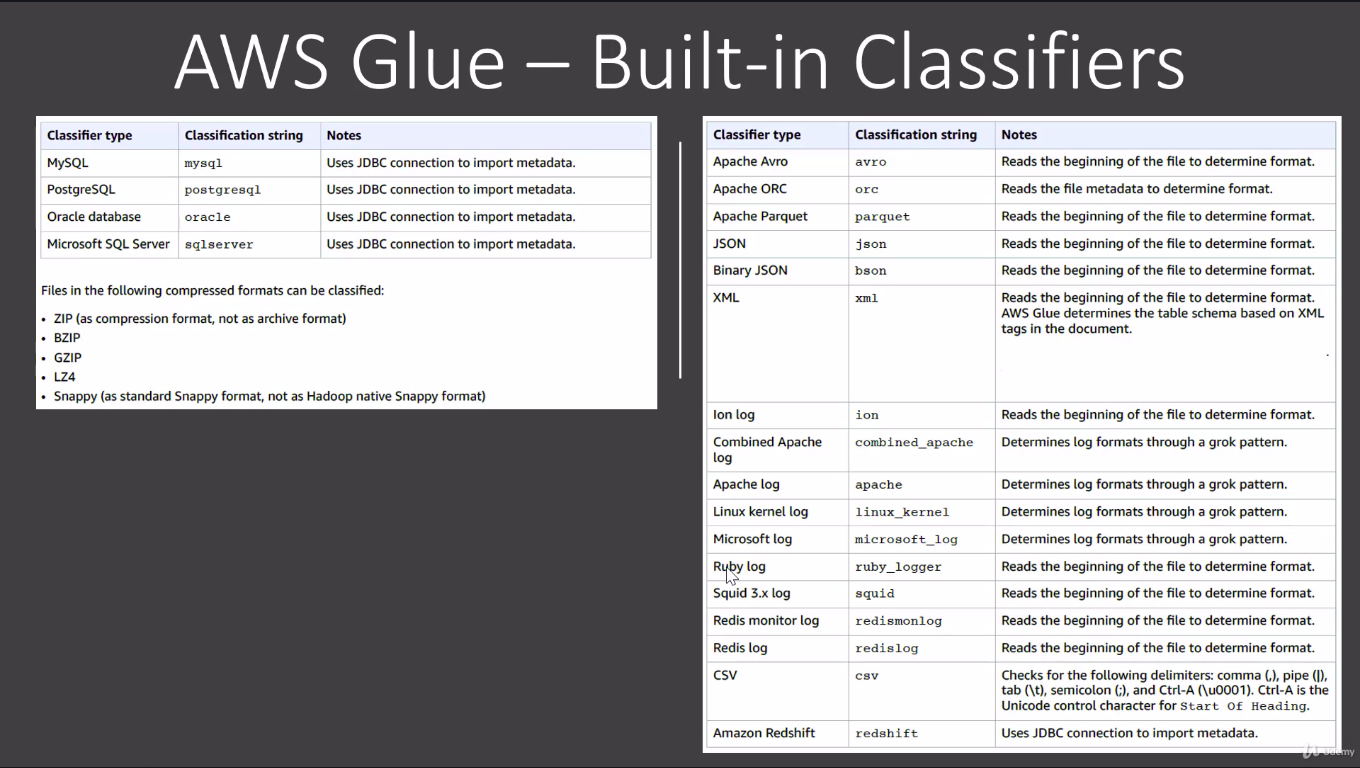 AWS Glue – Built-in Classifiers
Classifier type Classification string Notes
MySQL mysql Uses JDBC connection to import metadata.
PostgreSQL postgresql Uses JDBC connection to import metadata.
Oracle database oracle Uses JDBC connection to import metadata.
Microsoft SQL Server sqlserver Uses JDBC connection to import metadata.
Files in the following compressed formats can be classified:
• ZIP (as compression format, not as archive format)
• BZIP
• GZIP
• LZ4
• Snappy (as standard Snappy format, not as Hadoop native Snappy format)
Classifier type Classification string Notes
Apache Avro avro Reads the beginning of the file to determine format.
Apache ORC orc Reads the file metadata to determine format.
Apache Parquet parquet Reads the beginning of the file to determine format.
JSON json Reads the beginning of the file to determine format.
Binary JSON bson Reads the beginning of the file to determine format.
XML xml Reads the beginning of the file to determine format.
AWS Glue determines the table schema based on XML
tags in the document.
Ion log ion Reads the beginning of the file to determine format.
Combined Apache combined_apache Determines log formats through a grok pattern.
log
Apache log apache Determines log formats through a grok pattern.
Linux kernel log linux_kernel Determines log formats through a grok pattern.
Microsoft log microsoft_log Determines log formats through a grok pattern.
Ruby log ruby_logger Reads the beginning of the file to determine format.
Squid 3.x log squid Reads the beginning of the file to determine format.
Redis monitor log redismonlog Reads the beginning of the file to determine format.
Redis log redislog Reads the beginning of the file to determine format.
CSV csv Checks for the following delimiters: comma (,), pipe (|),
tab (\t), semicolon (;), and Ctrl-A (\u0001). Ctrl-A is the
Unicode control character for Start Of Heading.
Amazon Redshift redshift Uses JDBC connection to import metadata.
Udemy